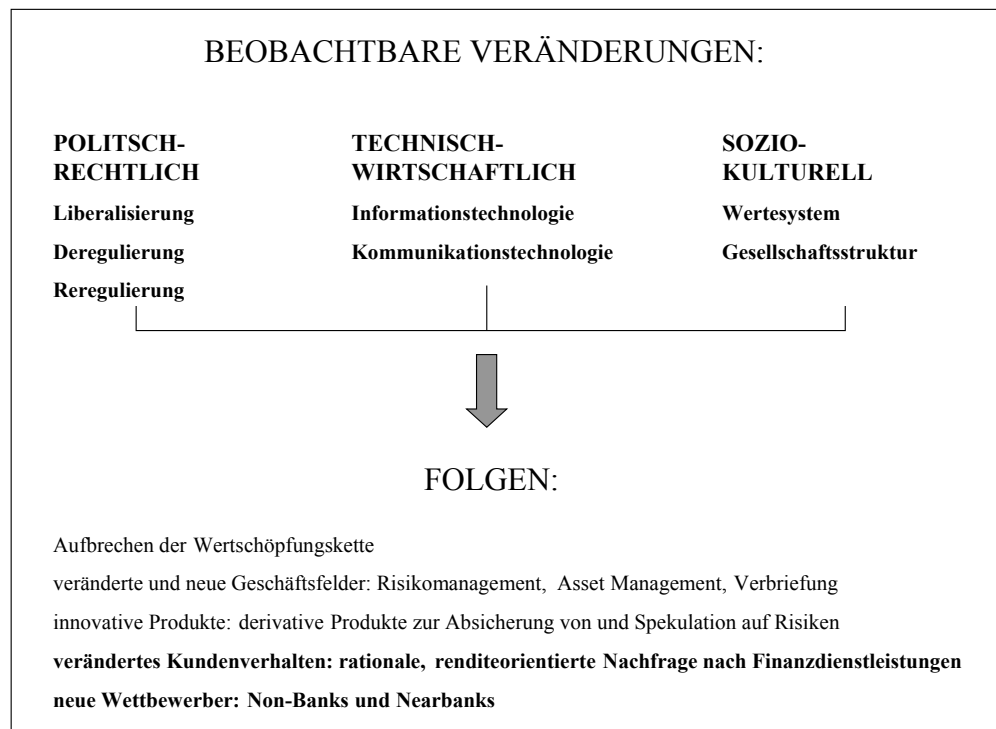 BEOBACHTBARE VERÄNDERUNGEN:
POLITSCH-
RECHTLICH
Liberalisierung
Deregulierung
Reregulierung
TECHNISCH-
WIRTSCHAFTLICH
Informationstechnologie
Kommunikationstechnologie
SOZIO-
KULTURELL
Wertesystem
Gesellschaftsstruktur
FOLGEN:
Aufbrechen der Wertschöpfungskette
veränderte und neue Geschäftsfelder: Risikomanagement, Asset Management, Verbriefung
innovative Produkte: derivative Produkte zur Absicherung von und Spekulation auf Risiken
verändertes Kundenverhalten: rationale, renditeorientierte Nachfrage nach Finanzdienstleistungen
neue Wettbewerber: Non-Banks und Nearbanks